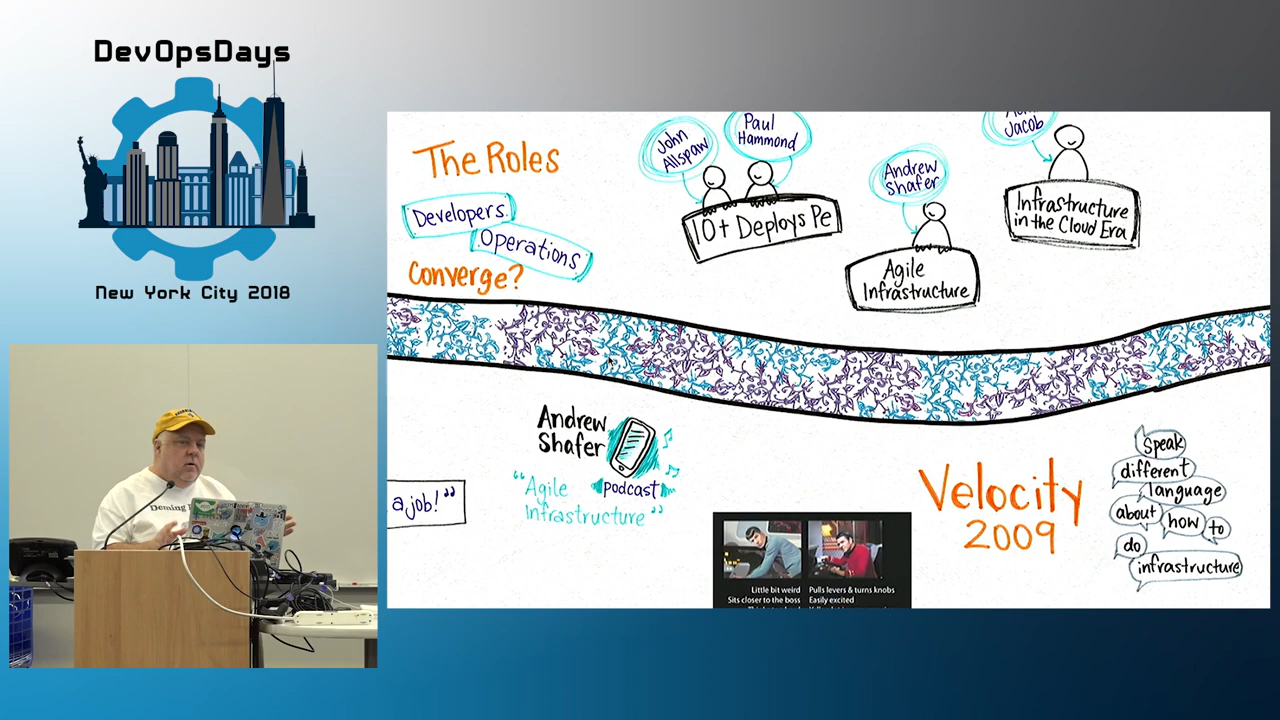 DevOpsDays
New York City 2018
Deming
The Roles
Developers
Operations
Converge?
John
Allspaw
Paul
Hammond
10+ Deploys Pe
Andrew
Shafer
Agile
Infrastructure
Jacob
Infrastructure
in the Cloud Era
a job!"
Andrew
Shafer
podcast
"Agile
Infrastructure"
Little bit weird
Sits closer to the boss
Pulls levers & turns knobs
Easily excited
Velocity
2009
Speak
different
language
about how to
do
infrastructure